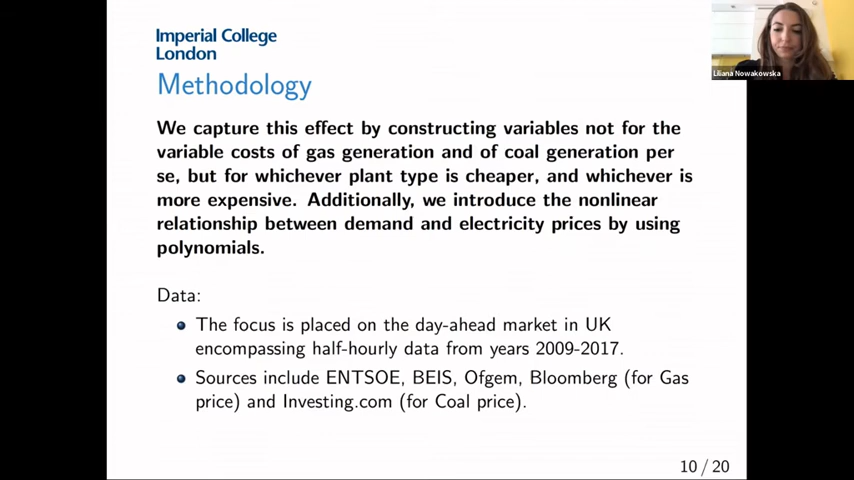 Imperial College
London
Methodology
We capture this effect by constructing variables not for the
variable costs of gas generation and of coal generation per
se, but for whichever plant type is cheaper, and whichever is
more expensive. Additionally, we introduce the nonlinear
relationship between demand and electricity prices by using
polynomials.
Data:
The focus is placed on the day-ahead market in UK
encompassing half-hourly data from years 2009-2017.
Sources include ENTSOE, BEIS, Ofgem, Bloomberg (for Gas
price) and Investing.com (for Coal price).
10 / 20
Liliana Nowakowska